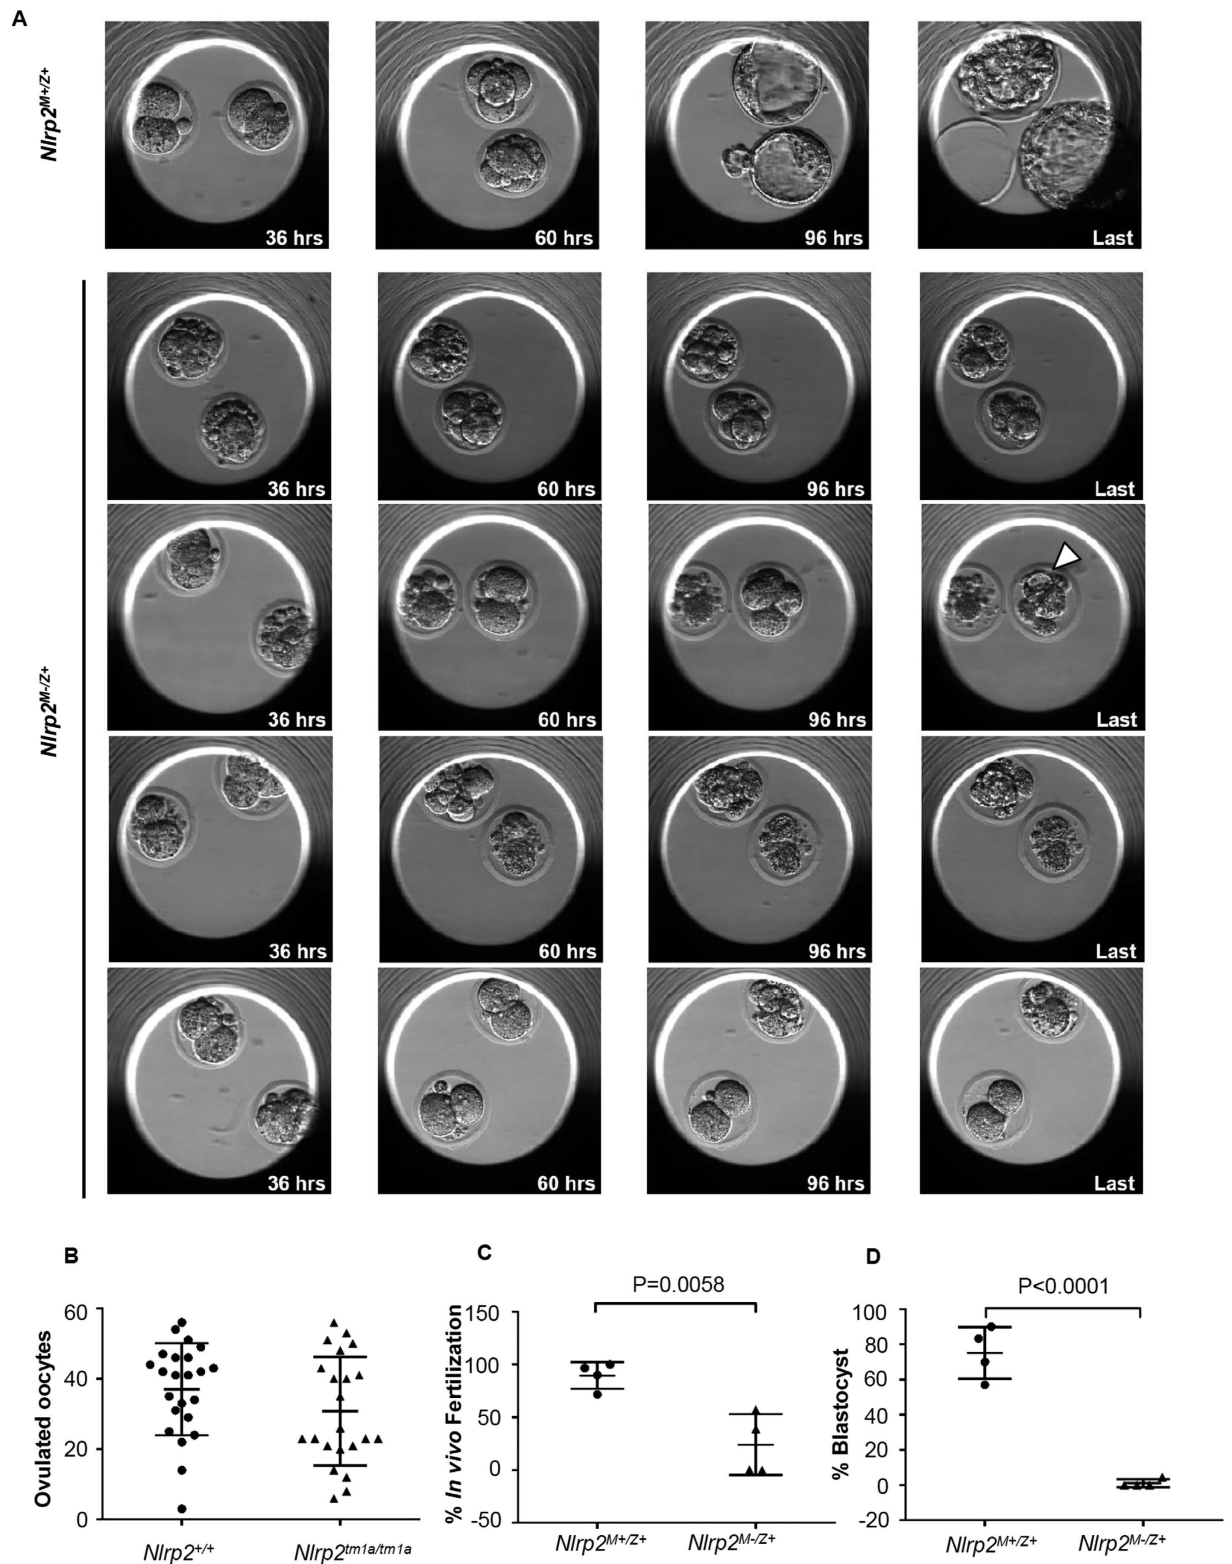 A
Nlrp2M+/Z+
36 hrs
60 hrs
96 hrs
Last
Nlrp2M-/Z+
36 hrs
60 hrs
96 hrs
Last
36 hrs
60 hrs
96 hrs
Last
36 hrs
60 hrs
96 hrs
Last
36 hrs
60 hrs
96 hrs
Last
B
Ovulated oocytes
60
40
20
0
Nlrp2+/+
Nlrp2tm1a/tm1a
C
P=0.0058
% In vivo Fertilization
150
100
50
0
-50
Nlrp2M+/Z+
Nlrp2M-/Z+
D
P<0.0001
% Blastocyst
100
80
60
40
20
0
-20
Nlrp2M+/Z+
Nlrp2M-/Z+